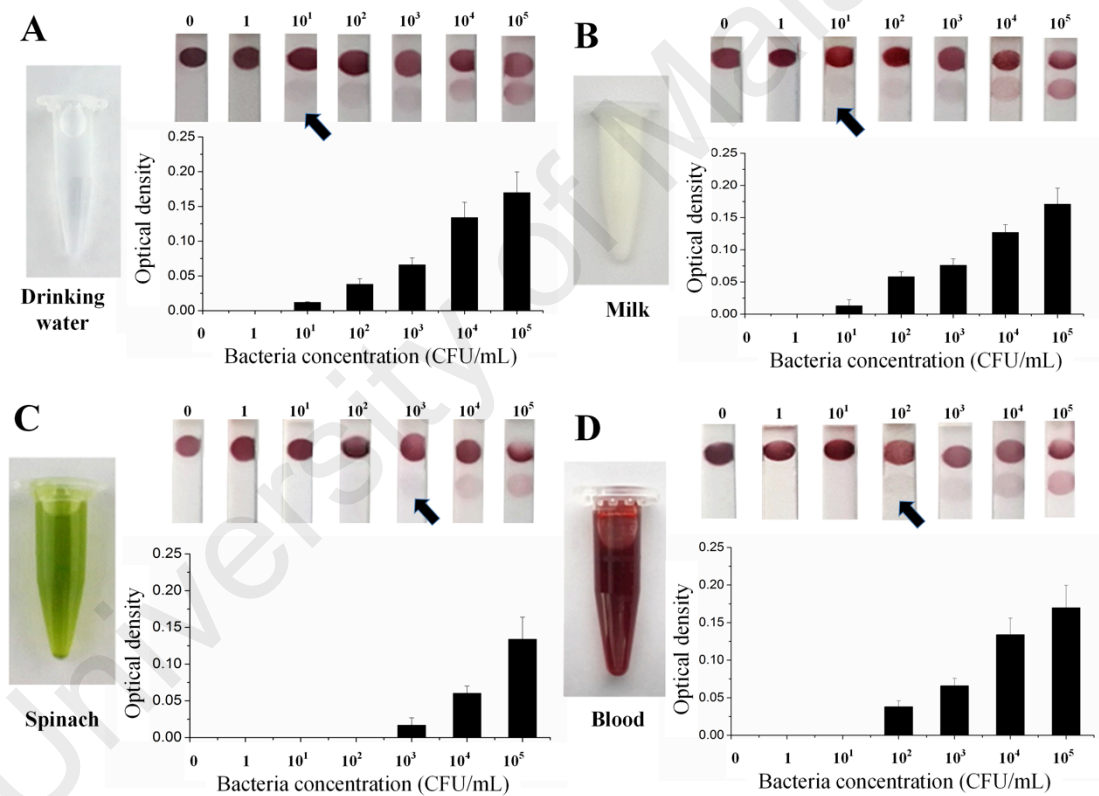 A
0 1 10¹ 10² 10³ 10⁴ 10⁵
Drinking
water
Optical density
0.25
0.20
0.15
0.10
0.05
0.00
0 1 10¹ 10² 10³ 10⁴ 10⁵
Bacteria concentration (CFU/mL)
B
0 1 10¹ 10² 10³ 10⁴ 10⁵
Milk
Optical density
0.25
0.20
0.15
0.10
0.05
0.00
0 1 10¹ 10² 10³ 10⁴ 10⁵
Bacteria concentration (CFU/mL)
C
0 1 10¹ 10² 10³ 10⁴ 10⁵
Spinach
Optical density
0.25
0.20
0.15
0.10
0.05
0.00
0 1 10¹ 10² 10³ 10⁴ 10⁵
Bacteria concentration (CFU/mL)
D
0 1 10¹ 10² 10³ 10⁴ 10⁵
Blood
Optical density
0.25
0.20
0.15
0.10
0.05
0.00
0 1 10¹ 10² 10³ 10⁴ 10⁵
Bacteria concentration (CFU/mL)
University of Mala